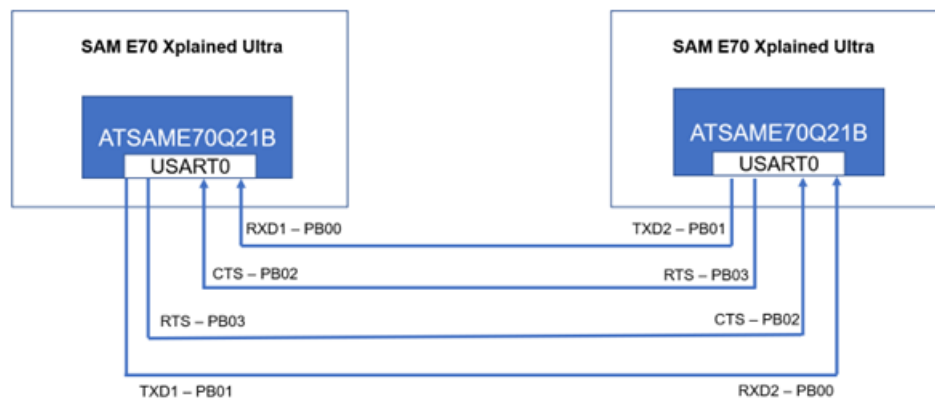 SAM E70 Xplained Ultra
SAM E70 Xplained Ultra
ATSAME70Q21B
USART0
ATSAME70Q21B
USART0
RXD1 – PB00
TXD2 – PB01
CTS – PB02
RTS – PB03
RTS – PB03
CTS – PB02
TXD1 – PB01
RXD2 – PB00